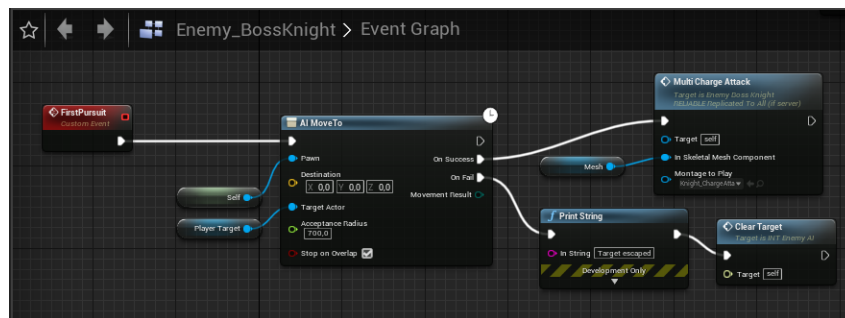 Enemy_BossKnight > Event Graph
FirstPursuit
Custom Event
AI MoveTo
Pawn
On Success
Destination
X 0,0 Y 0,0 Z 0,0
On Fail
Target Actor
Movement Result
Acceptance Radius
700,0
Stop on Overlap
Self
Player Target
Multi Charge Attack
Target is Enemy Boss Knight
RELIABLE Replicated To All (if server)
Target self
In Skeletal Mesh Component
Montage to Play
Knight_ChargeAtta
Mesh
f Print String
In String Target escaped
Development Only
Clear Target
Target is INT Enemy AI
Target self